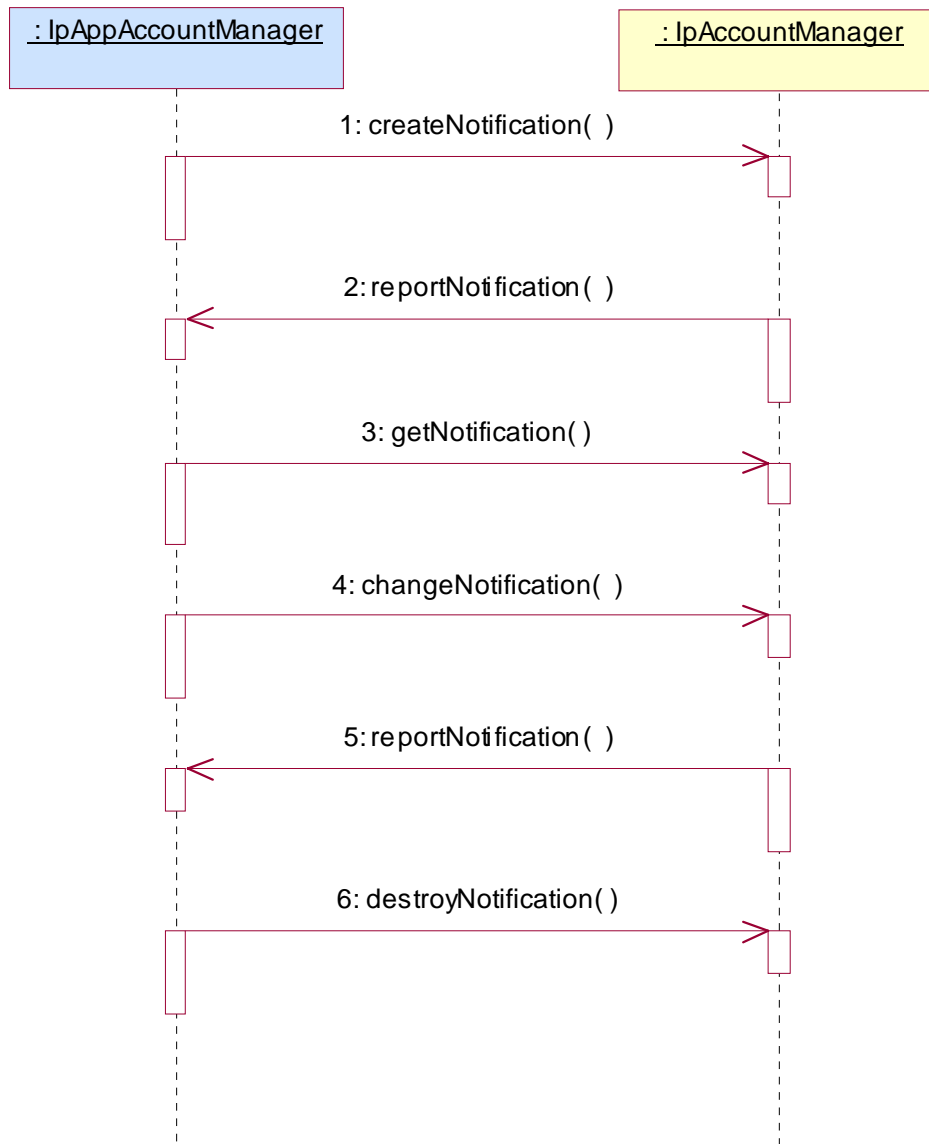 : IpAppAccountManager
: IpAccountManager
1: createNotification( )
2: reportNotification( )
3: getNotification( )
4: changeNotification( )
5: reportNotification( )
6: destroyNotification( )